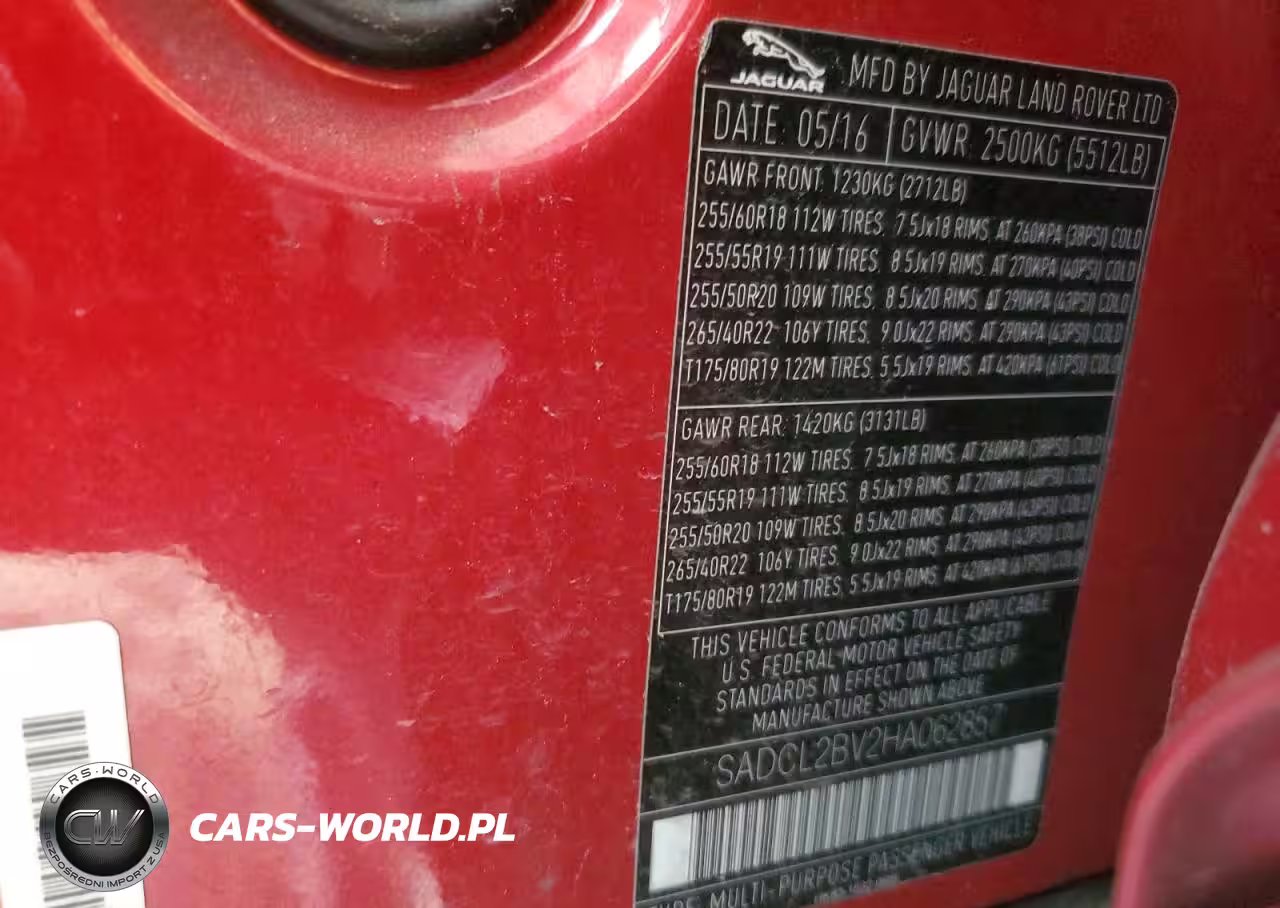 JAGUAR MFD BY JAGUAR LAND ROVER LTD
DATE: 05/16 GVWR 2500KG (5512LB)
GAWR FRONT: 1230KG (2712LB)
255/60R18 112W TIRES, 7.5Jx18 RIMS, AT 260KPA (38PSI) COLD
255/55R19 111W TIRES, 8.5Jx19 RIMS, AT 270KPA (40PSI) COLD
255/50R20 109W TIRES, 8.5Jx20 RIMS, AT 290KPA (43PSI) COLD
265/40R22 106Y TIRES, 9.0Jx22 RIMS, AT 290KPA (43PSI) COLD
T175/80R19 122M TIRES, 5.5Jx19 RIMS, AT 420KPA (61PSI) COLD
GAWR REAR: 1420KG (3131LB)
255/60R18 112W TIRES, 7.5Jx18 RIMS, AT 260KPA (38PSI) COLD
255/55R19 111W TIRES, 8.5Jx19 RIMS, AT 270KPA (40PSI) COLD
255/50R20 109W TIRES, 8.5Jx20 RIMS, AT 290KPA (43PSI) COLD
265/40R22 106Y TIRES, 9.0Jx22 RIMS, AT 290KPA (43PSI) COLD
T175/80R19 122M TIRES, 5.5Jx19 RIMS, AT 420KPA (61PSI) COLD
THIS VEHICLE CONFORMS TO ALL APPLICABLE
U.S. FEDERAL MOTOR VEHICLE SAFETY
STANDARDS IN EFFECT ON THE DATE OF
MANUFACTURE SHOWN ABOVE
SADCL2BV2HA062857
TYPE: MULTI-PURPOSE PASSENGER VEHICLE
CARS-WORLD
CW
BEZPOŚREDNI IMPORT Z USA
CARS-WORLD.PL